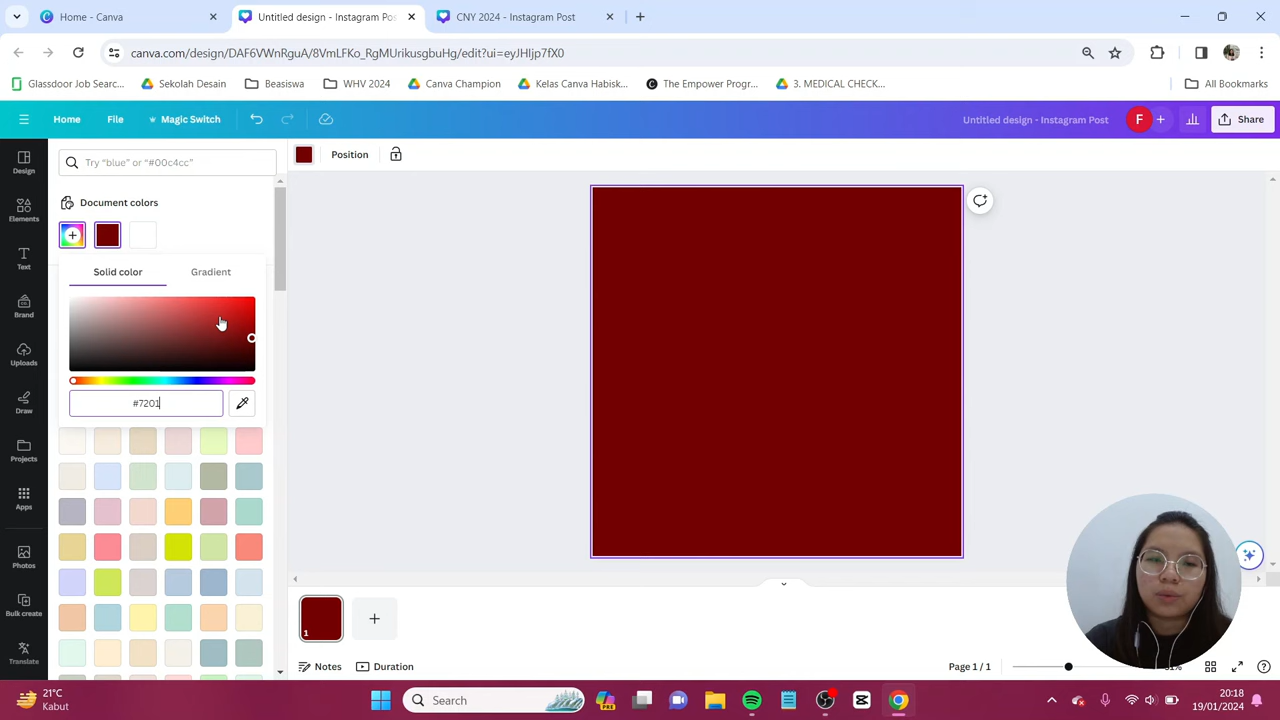 Home - Canva
Untitled design - Instagram Pos
CNY 2024 - Instagram Post
canva.com/design/DAF6VWnRguA/8VmLFKo_RgMUrikusgbuHg/edit?ui=eyJHIjp7fX0
Glassdoor Job Searc...
Sekolah Desain
Beasiswa
WHV 2024
Canva Champion
Kelas Canva Habisk...
The Empower Progr...
3. MEDICAL CHECK...
All Bookmarks
Home
File
Magic Switch
Untitled design - Instagram Post
F
Share
Design
Elements
Text
Brand
Uploads
Draw
Projects
Apps
Photos
Bulk create
Translate
Try “blue” or “#00c4cc”
Document colors
Solid color
Gradient
#7201
Position
1
Notes
Duration
Page 1 / 1
21°C
Kabut
Search
PRE
20:18
19/01/2024